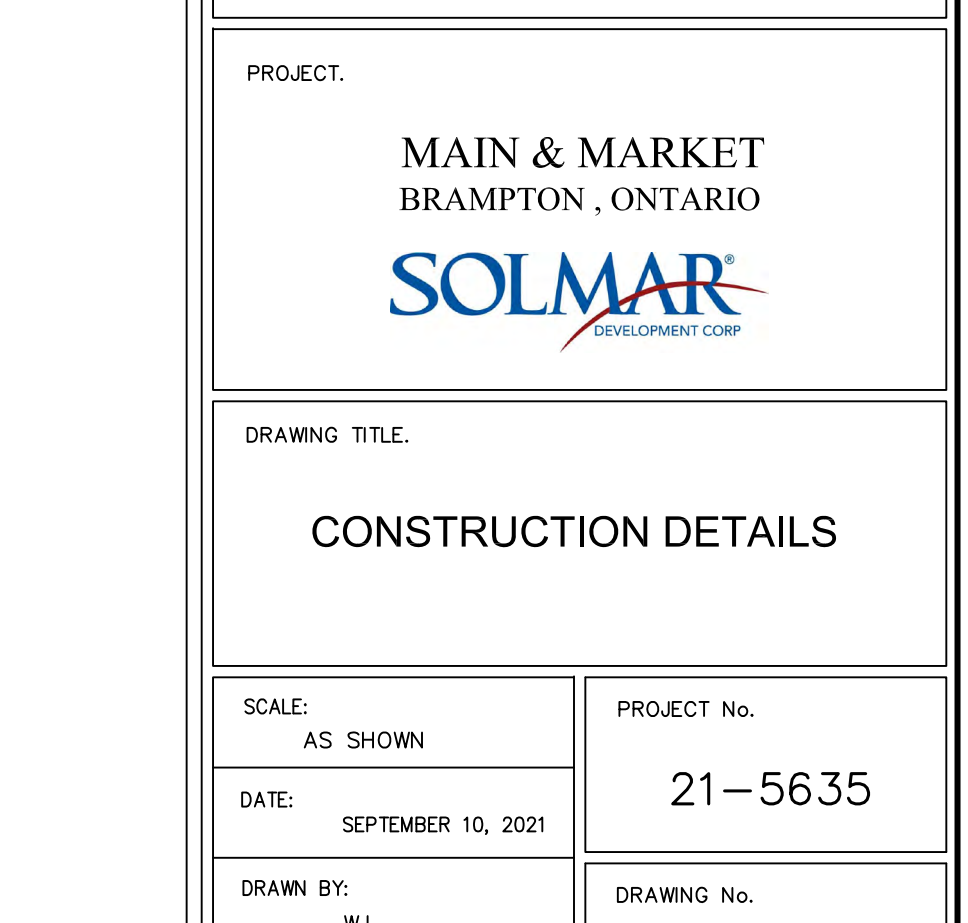 PROJECT.
MAIN & MARKET
BRAMPTON , ONTARIO
SOLMAR®
DEVELOPMENT CORP
DRAWING TITLE.
CONSTRUCTION DETAILS
SCALE:
AS SHOWN
PROJECT No.
21-5635
DATE:
SEPTEMBER 10, 2021
DRAWN BY:
DRAWING No.